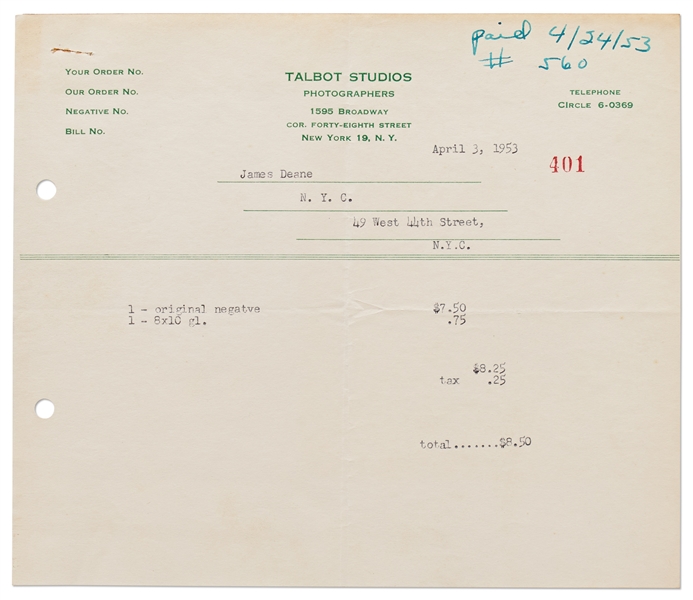 paid 4/24/53
# 560
Your Order No.
Our Order No.
Negative No.
Bill No.
TALBOT STUDIOS
PHOTOGRAPHERS
1595 Broadway
cor. Forty-eighth Street
New York 19, N. Y.
TELEPHONE
Circle 6-0369
April 3, 1953
401
James Deane
N. Y. C.
49 West 44th Street,
N.Y.C.
1 - original negatve $7.50
1 - 8x10 gl. .75
$8.25
tax .25
total.......$8.50